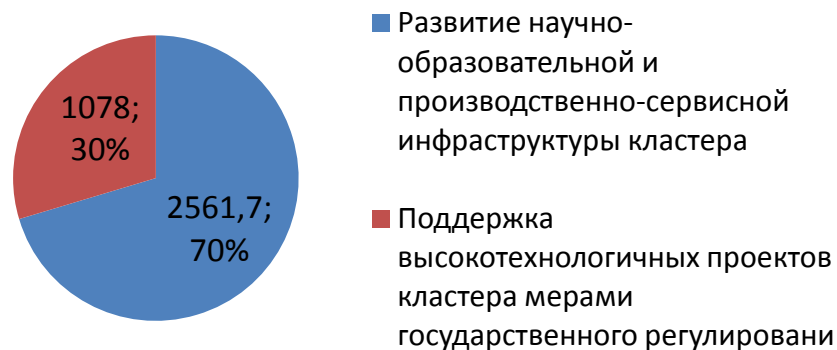 1078;
30%
2561,7;
70%
Развитие научно-
образовательной и
производственно-сервисной
инфраструктуры кластера
Поддержка
высокотехнологичных проектов
кластера мерами
государственного регулировани